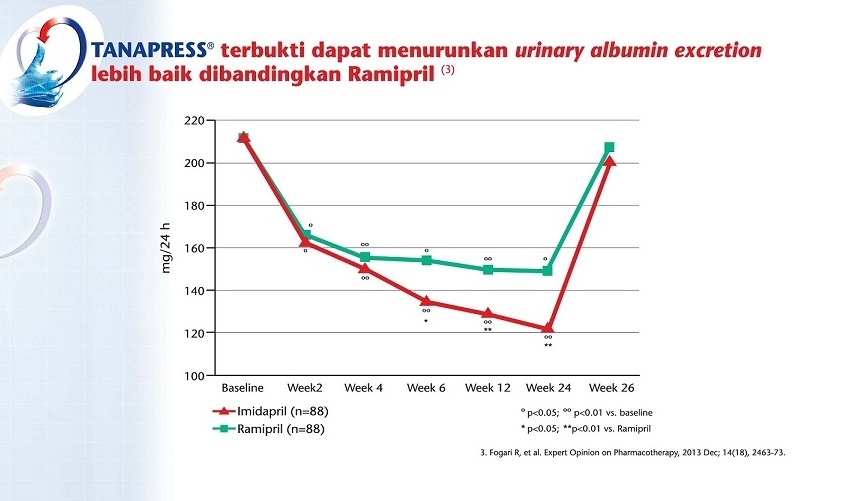 TANAPRESS® terbukti dapat menurunkan urinary albumin excretion
lebih baik dibandingkan Ramipril (3)
220
200
180
160
140
120
100
mg/24 h
°
°
°°
°°
°
°°
*
°°
°°
**
°
°°
**
Baseline Week2 Week 4 Week 6 Week 12 Week 24 Week 26
Imidapril (n=88)
Ramipril (n=88)
° p<0.05; °° p<0.01 vs. baseline
* p<0.05; **p<0.01 vs. Ramipril
3. Fogari R, et al. Expert Opinion on Pharmacotherapy, 2013 Dec; 14(18), 2463-73.